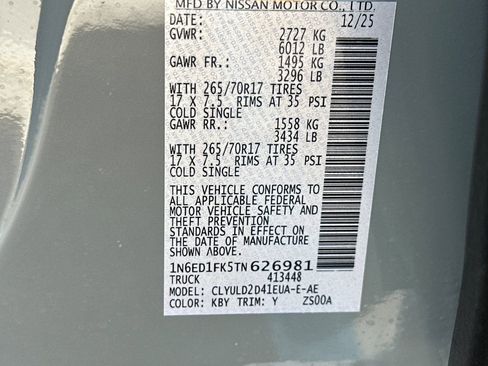 MFD BY NISSAN MOTOR CO., LTD.
DATE: 12/25
GVWR: 2727 KG
6012 LB
GAWR FR.: 1495 KG
3296 LB
WITH 265/70R17 TIRES
17 X 7.5 RIMS AT 35 PSI
COLD SINGLE
GAWR RR.: 1558 KG
3434 LB
WITH 265/70R17 TIRES
17 X 7.5 RIMS AT 35 PSI
COLD SINGLE
THIS VEHICLE CONFORMS TO
ALL APPLICABLE FEDERAL
MOTOR VEHICLE SAFETY AND
THEFT PREVENTION
STANDARDS IN EFFECT ON
THE DATE OF MANUFACTURE
SHOWN ABOVE.
1N6ED1FK5TN626981
TRUCK 413448
MODEL: CLYULD2D41EUA-E-AE
COLOR: KBY TRIM: Y ZS00A